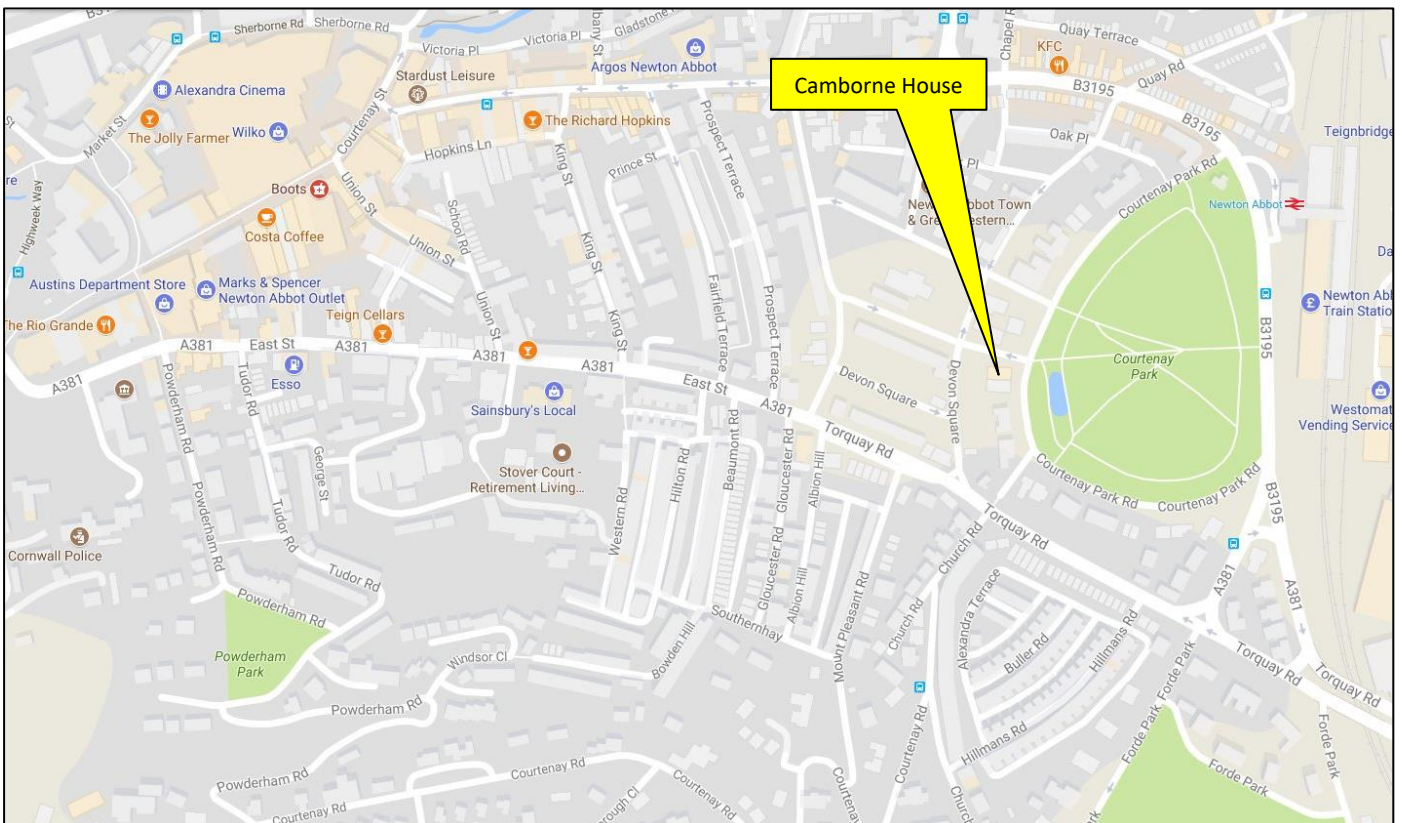 Sherborne Rd
Sherborne Rd
Victoria Pl
Victoria Pl
Gladstone
Chapel R
Quay Terrace
KFC
Quay Rd
Stardust Leisure
Argos Newton Abbot
Camborne House
B3195
B3195
Alexandra Cinema
The Jolly Farmer
Wilko
Market St
Courtenay St
The Richard Hopkins
Hopkins Ln
King St
Prince St
Prospect Terrace
Oak Pl
Pl
Teignbridge
Courtenay Park Rd
Newton Abbot
Highweek Way
Boots
Union St
School Rd
Costa Coffee
Union St
King St
Austins Department Store
Marks & Spencer
Newton Abbot Outlet
Teign Cellars
Union St
King St
Fairfield Terrace
Prospect Terrace
Newton Abl
Train Statio
B3195
he Rio Grande
A381
East St
A381
A381
A381
Esso
Powderham Rd
Tudor Rd
Sainsbury's Local
East St
A381
Torquay Rd
Devon Square
Devon Square
Courtenay
Park
Westomat
Vending Service
George St
Stover Court -
Retirement Living...
Western Rd
Hilton Rd
Beaumont Rd
Gloucester Rd
Gloucester Rd
Albion Hill
Albion Hill
Courtenay Park Rd
Courtenay Park Rd
B3195
Powderham Rd
Tudor Rd
Cornwall Police
Tudor Rd
Powderham Rd
Torquay Rd
Church Rd
Church Rd
Mount Pleasant Rd
Southernhay
Bowden Hill
Alexandra Terrace
Buller Rd
Hillmans Rd
Hillmans Rd
A381
A381
Torquay Rd
Torquay Rd
Powderham
Park
Windsor Cl
Powderham Rd
Powderham Rd
Courtenay Rd
Courtenay Rd
Courtenay Rd
Courtenay Rd
Courtenay
Church
Forde Park
Forde Park
Forde Park
Forde Park